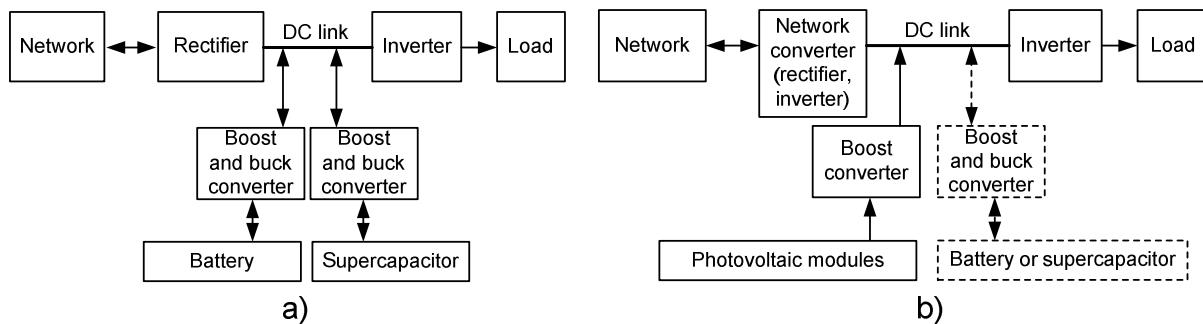 Network
Rectifier
DC link
Inverter
Load
Boost
and buck
converter
Boost
and buck
converter
Battery
Supercapacitor
a)
Network
Network
converter
(rectifier,
inverter)
DC link
Inverter
Load
Boost
converter
Boost
and buck
converter
Photovoltaic modules
Battery or supercapacitor
b)